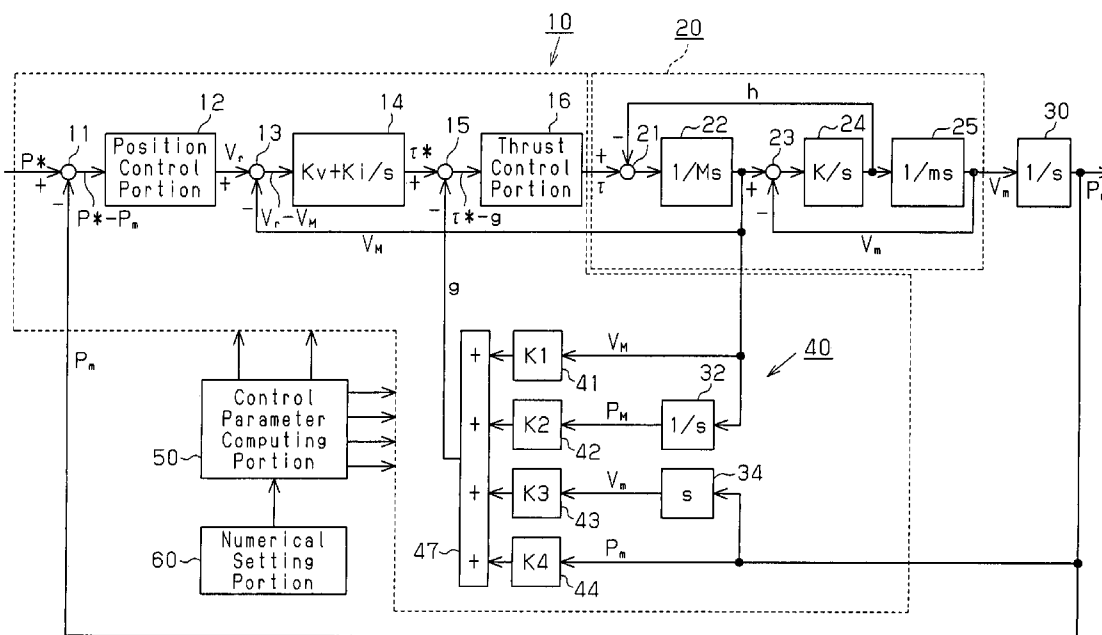 10
20
11
12
13
14
15
16
h
21
22
23
24
25
30
P*
+
−
Position
Control
Portion
Vr
+
−
Kv+Ki/s
τ*
+
−
Thrust
Control
Portion
+
−
τ
1/Ms
+
−
K/s
1/ms
Vm
1/s
P*-Pm
Vr-VM
τ*-g
VM
Vm
g
Pm
+
K1
VM
41
40
32
+
K2
PM
1/s
42
34
+
K3
Vm
s
43
47
+
K4
Pm
44
Control
Parameter
Computing
Portion
50
Numerical
Setting
Portion
60